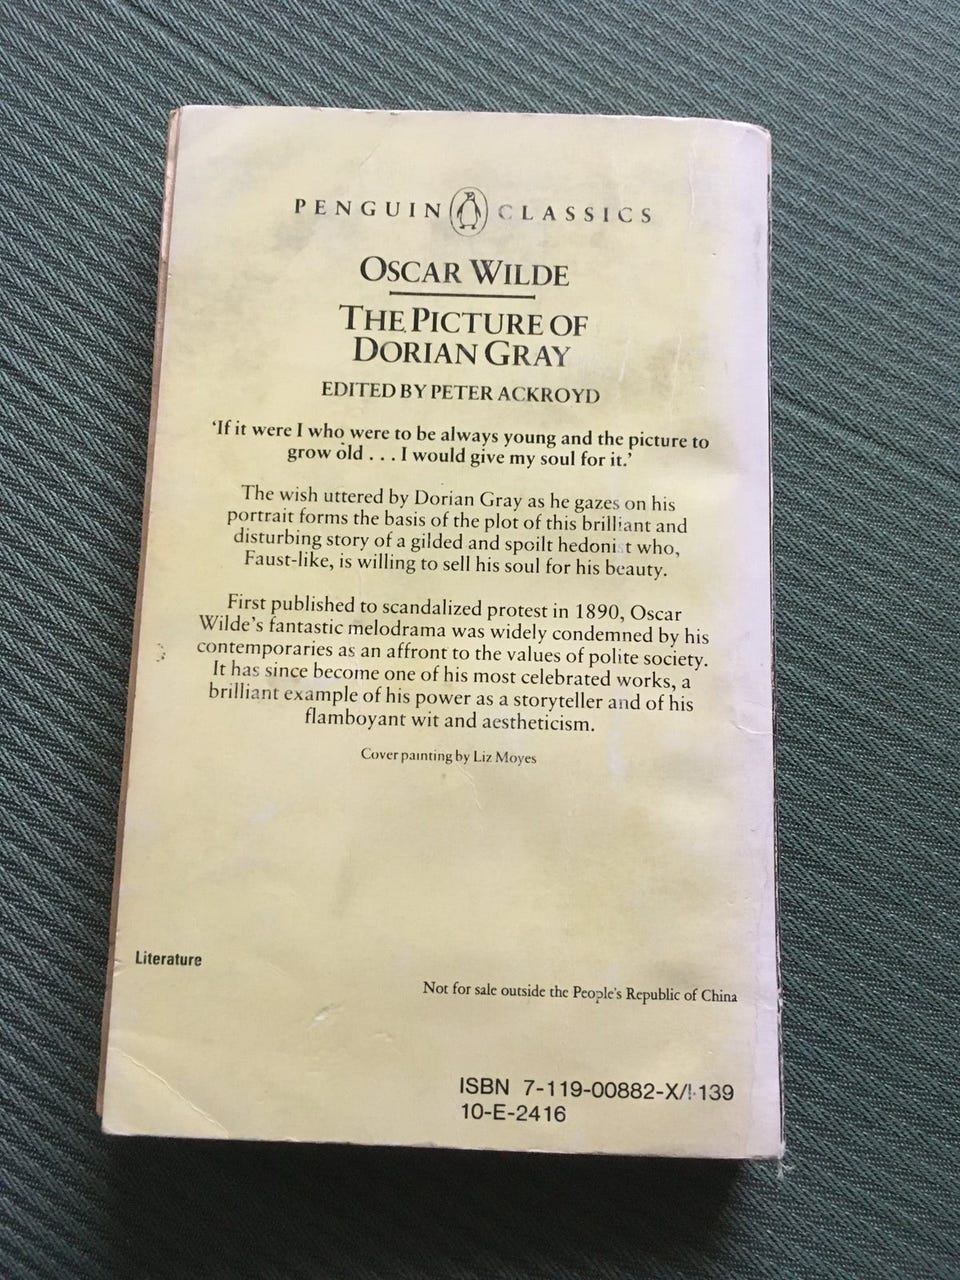 PENGUIN CLASSICS
OSCAR WILDE
THE PICTURE OF
DORIAN GRAY
EDITED BY PETER ACKROYD
‘If it were I who were to be always young and the picture to
grow old . . . I would give my soul for it.’
The wish uttered by Dorian Gray as he gazes on his
portrait forms the basis of the plot of this brilliant and
disturbing story of a gilded and spoilt hedonist who,
Faust-like, is willing to sell his soul for his beauty.
First published to scandalized protest in 1890, Oscar
Wilde's fantastic melodrama was widely condemned by his
contemporaries as an affront to the values of polite society.
It has since become one of his most celebrated works, a
brilliant example of his power as a storyteller and of his
flamboyant wit and aestheticism.
Cover painting by Liz Moyes
Literature
Not for sale outside the People's Republic of China
ISBN 7-119-00882-X/I·139
10-E-2416